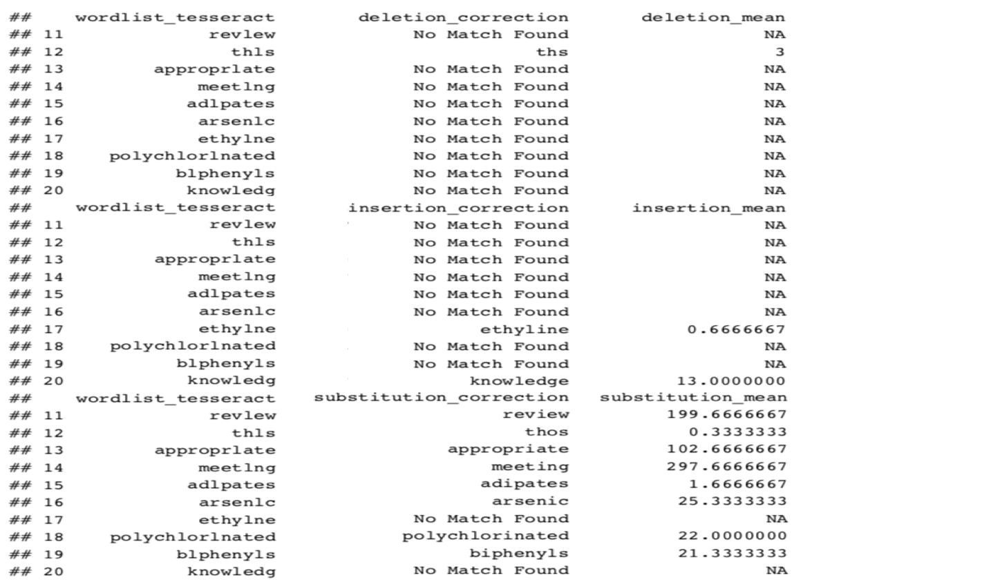 ## wordlist_tesseract deletion_correction deletion_mean
## 11 revlew No Match Found NA
## 12 thls ths 3
## 13 approprlate No Match Found NA
## 14 meetlng No Match Found NA
## 15 adlpates No Match Found NA
## 16 arsenlc No Match Found NA
## 17 ethylne No Match Found NA
## 18 polychlorlnated No Match Found NA
## 19 blphenyls No Match Found NA
## 20 knowledg No Match Found NA
## wordlist_tesseract insertion_correction insertion_mean
## 11 revlew No Match Found NA
## 12 thls No Match Found NA
## 13 approprlate No Match Found NA
## 14 meetlng No Match Found NA
## 15 adlpates No Match Found NA
## 16 arsenlc No Match Found NA
## 17 ethylne ethyline 0.6666667
## 18 polychlorlnated No Match Found NA
## 19 blphenyls No Match Found NA
## 20 knowledg knowledge 13.0000000
## wordlist_tesseract substitution_correction substitution_mean
## 11 revlew review 199.6666667
## 12 thls thos 0.3333333
## 13 approprlate appropriate 102.6666667
## 14 meetlng meeting 297.6666667
## 15 adlpates adipates 1.6666667
## 16 arsenlc arsenic 25.3333333
## 17 ethylne No Match Found NA
## 18 polychlorlnated polychlorinated 22.0000000
## 19 blphenyls biphenyls 21.3333333
## 20 knowledg No Match Found NA